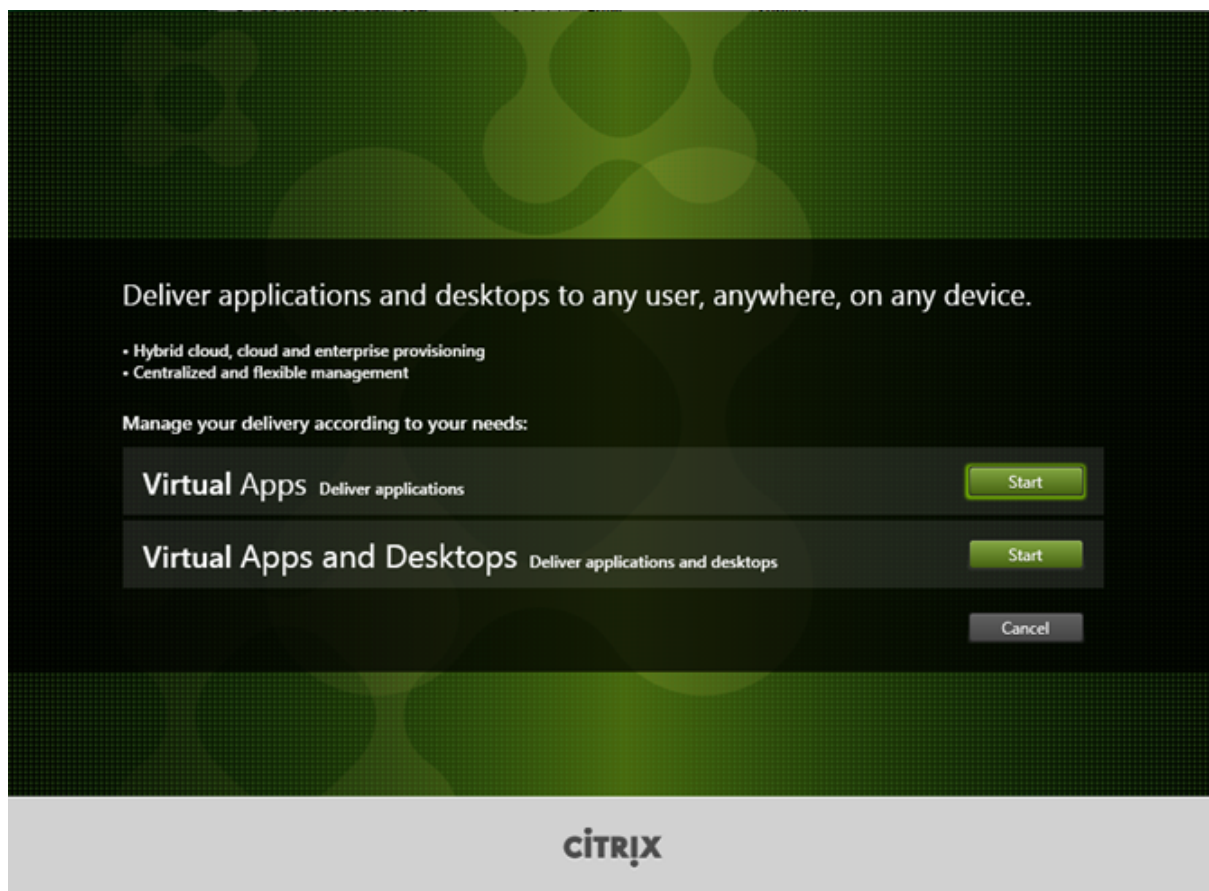 Deliver applications and desktops to any user, anywhere, on any device.
• Hybrid cloud, cloud and enterprise provisioning
• Centralized and flexible management
Manage your delivery according to your needs:
Virtual Apps Deliver applications
Start
Virtual Apps and Desktops Deliver applications and desktops
Start
Cancel
CİTRỊX